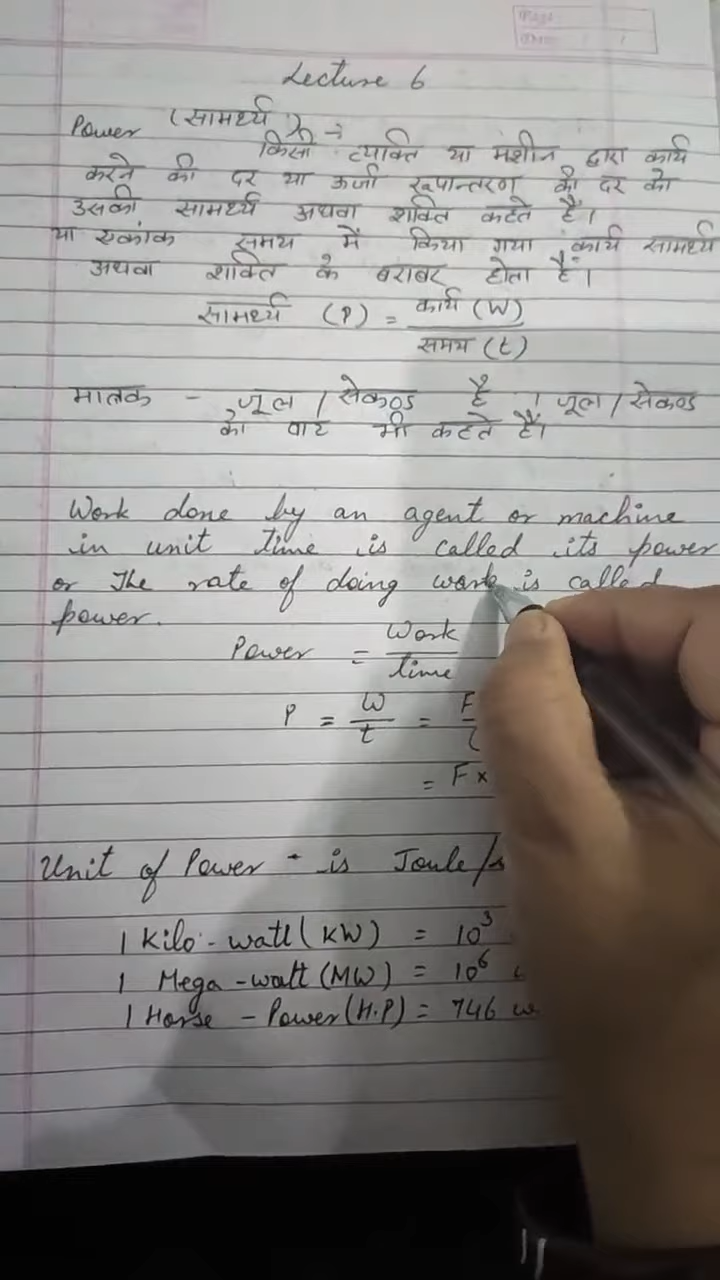 Lecture 6
Power (सामर्थ्य) →
किसी व्यक्ति या मशीन द्वारा कार्य
करने की दर या ऊर्जा रूपान्तरण की दर को
उसकी सामर्थ्य अथवा शक्ति कहते हैं।
या एकांक समय में किया गया कार्य सामर्थ्य
अथवा शक्ति के बराबर होता है।
सामर्थ्य (P) = कार्य (W)
समय (t)
मात्रक - जूल / सेकण्ड है । जूल / सेकण्ड
को वाट भी कहते हैं।
Work done by an agent or machine
in unit time is called its power
or The rate of doing work is called
power.
Power = Work
time
P = W/t = F
= F ×
Unit of Power - is Joule/s
1 Kilo-watt (KW) = 10³
1 Mega-watt (MW) = 10⁶
1 Horse - Power (H.P) = 746 w